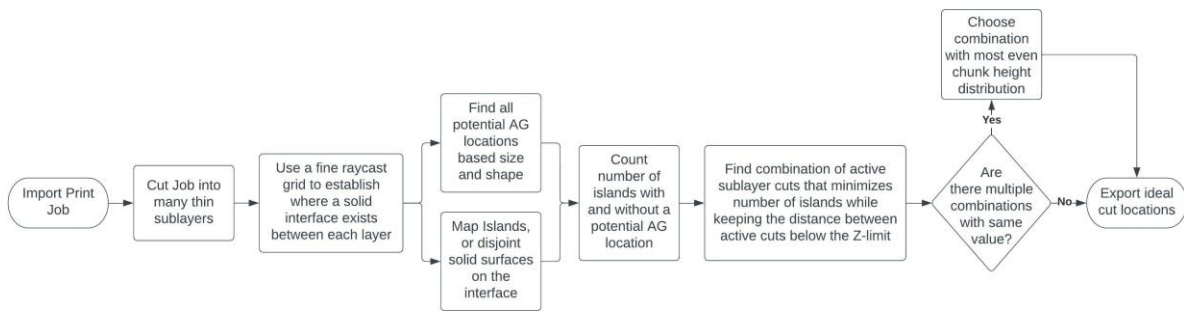 Import Print
Job
Cut Job into
many thin
sublayers
Use a fine raycast
grid to establish
where a solid
interface exists
between each layer
Find all
potential AG
locations
based size
and shape
Map Islands,
or disjoint
solid surfaces
on the
interface
Count
number of
islands with
and without a
potential AG
location
Find combination of active
sublayer cuts that minimizes
number of islands while
keeping the distance between
active cuts below the Z-limit
Are
there multiple
combinations
with same
value?
Yes
Choose
combination
with most even
chunk height
distribution
No
Export ideal
cut locations